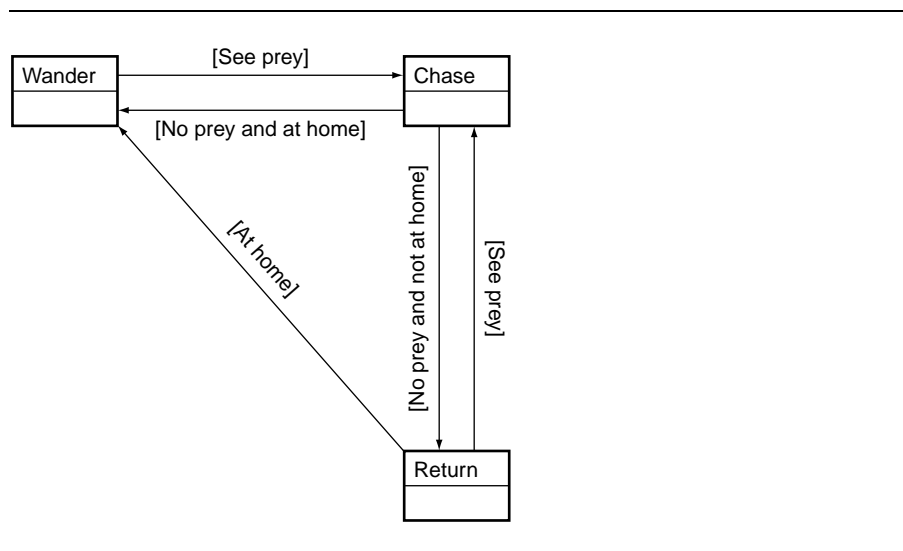 [See prey]
Wander
Chase
[No prey and at home]
[At home]
[No prey and not at home]
[See prey]
Return